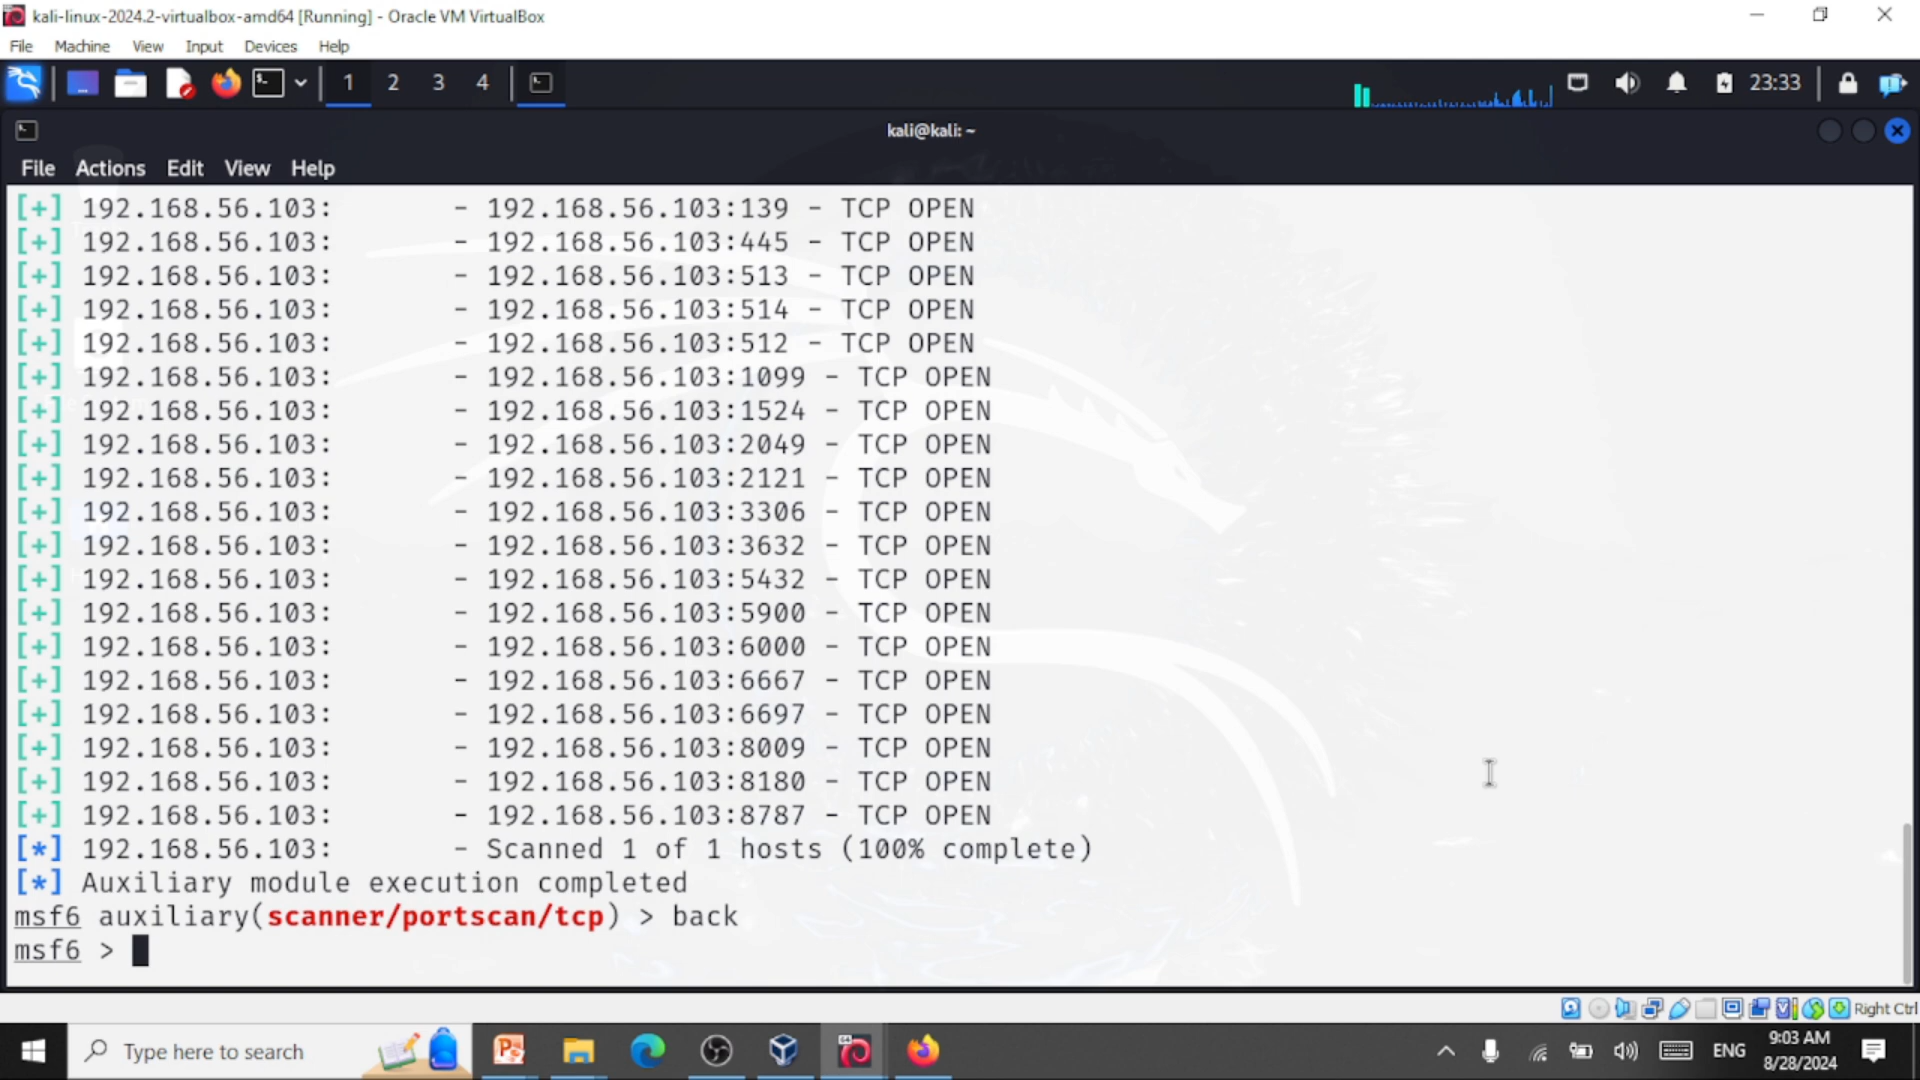 kali-linux-2024.2-virtualbox-amd64 [Running] - Oracle VM VirtualBox
File Machine View Input Devices Help
1 2 3 4 23:33
kali@kali: ~
File Actions Edit View Help
[+] 192.168.56.103: - 192.168.56.103:139 - TCP OPEN
[+] 192.168.56.103: - 192.168.56.103:445 - TCP OPEN
[+] 192.168.56.103: - 192.168.56.103:513 - TCP OPEN
[+] 192.168.56.103: - 192.168.56.103:514 - TCP OPEN
[+] 192.168.56.103: - 192.168.56.103:512 - TCP OPEN
[+] 192.168.56.103: - 192.168.56.103:1099 - TCP OPEN
[+] 192.168.56.103: - 192.168.56.103:1524 - TCP OPEN
[+] 192.168.56.103: - 192.168.56.103:2049 - TCP OPEN
[+] 192.168.56.103: - 192.168.56.103:2121 - TCP OPEN
[+] 192.168.56.103: - 192.168.56.103:3306 - TCP OPEN
[+] 192.168.56.103: - 192.168.56.103:3632 - TCP OPEN
[+] 192.168.56.103: - 192.168.56.103:5432 - TCP OPEN
[+] 192.168.56.103: - 192.168.56.103:5900 - TCP OPEN
[+] 192.168.56.103: - 192.168.56.103:6000 - TCP OPEN
[+] 192.168.56.103: - 192.168.56.103:6667 - TCP OPEN
[+] 192.168.56.103: - 192.168.56.103:6697 - TCP OPEN
[+] 192.168.56.103: - 192.168.56.103:8009 - TCP OPEN
[+] 192.168.56.103: - 192.168.56.103:8180 - TCP OPEN
[+] 192.168.56.103: - 192.168.56.103:8787 - TCP OPEN
[*] 192.168.56.103: - Scanned 1 of 1 hosts (100% complete)
[*] Auxiliary module execution completed
msf6 auxiliary(scanner/portscan/tcp) > back
msf6 >
Right Ctrl
Type here to search
ENG
9:03 AM
8/28/2024